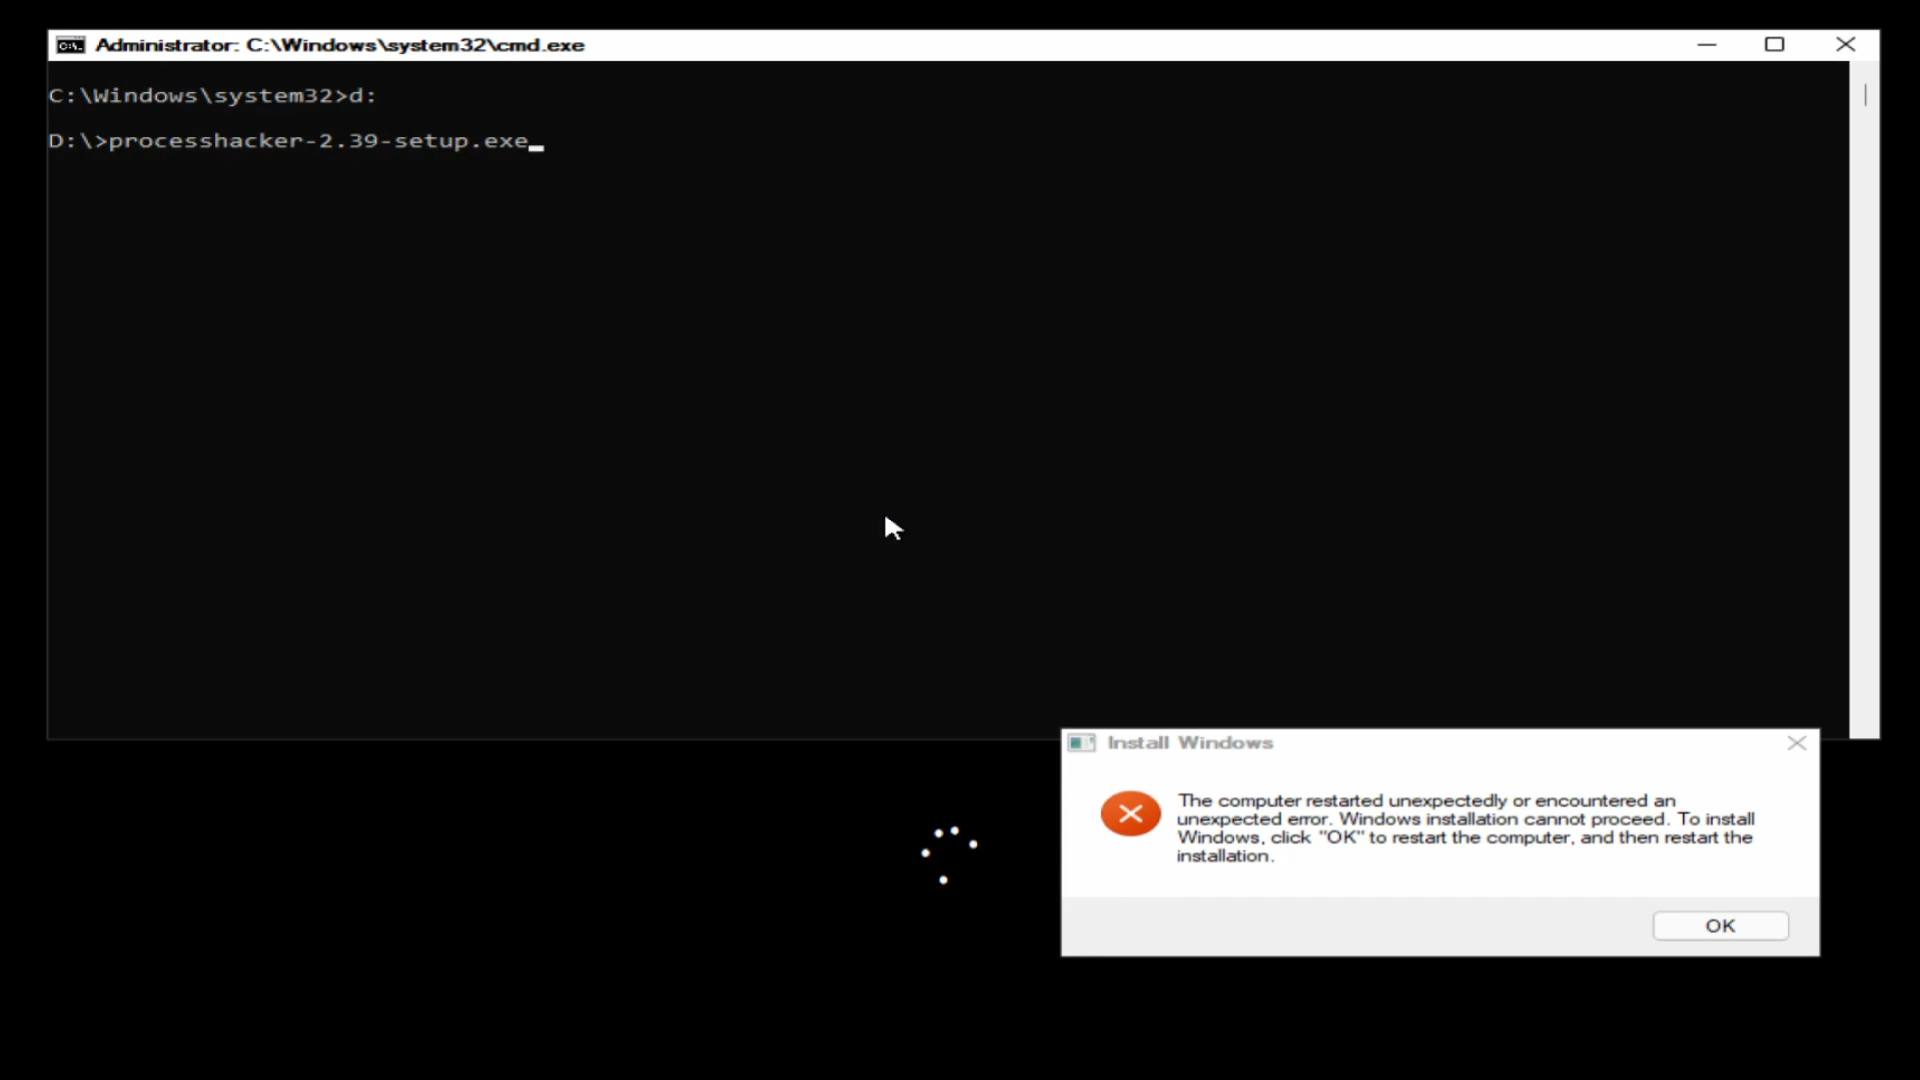 Administrator: C:\Windows\system32\cmd.exe
C:\Windows\system32>d:
D:\>processhacker-2.39-setup.exe
Install Windows
The computer restarted unexpectedly or encountered an
unexpected error. Windows installation cannot proceed. To install
Windows, click "OK" to restart the computer, and then restart the
installation.
OK